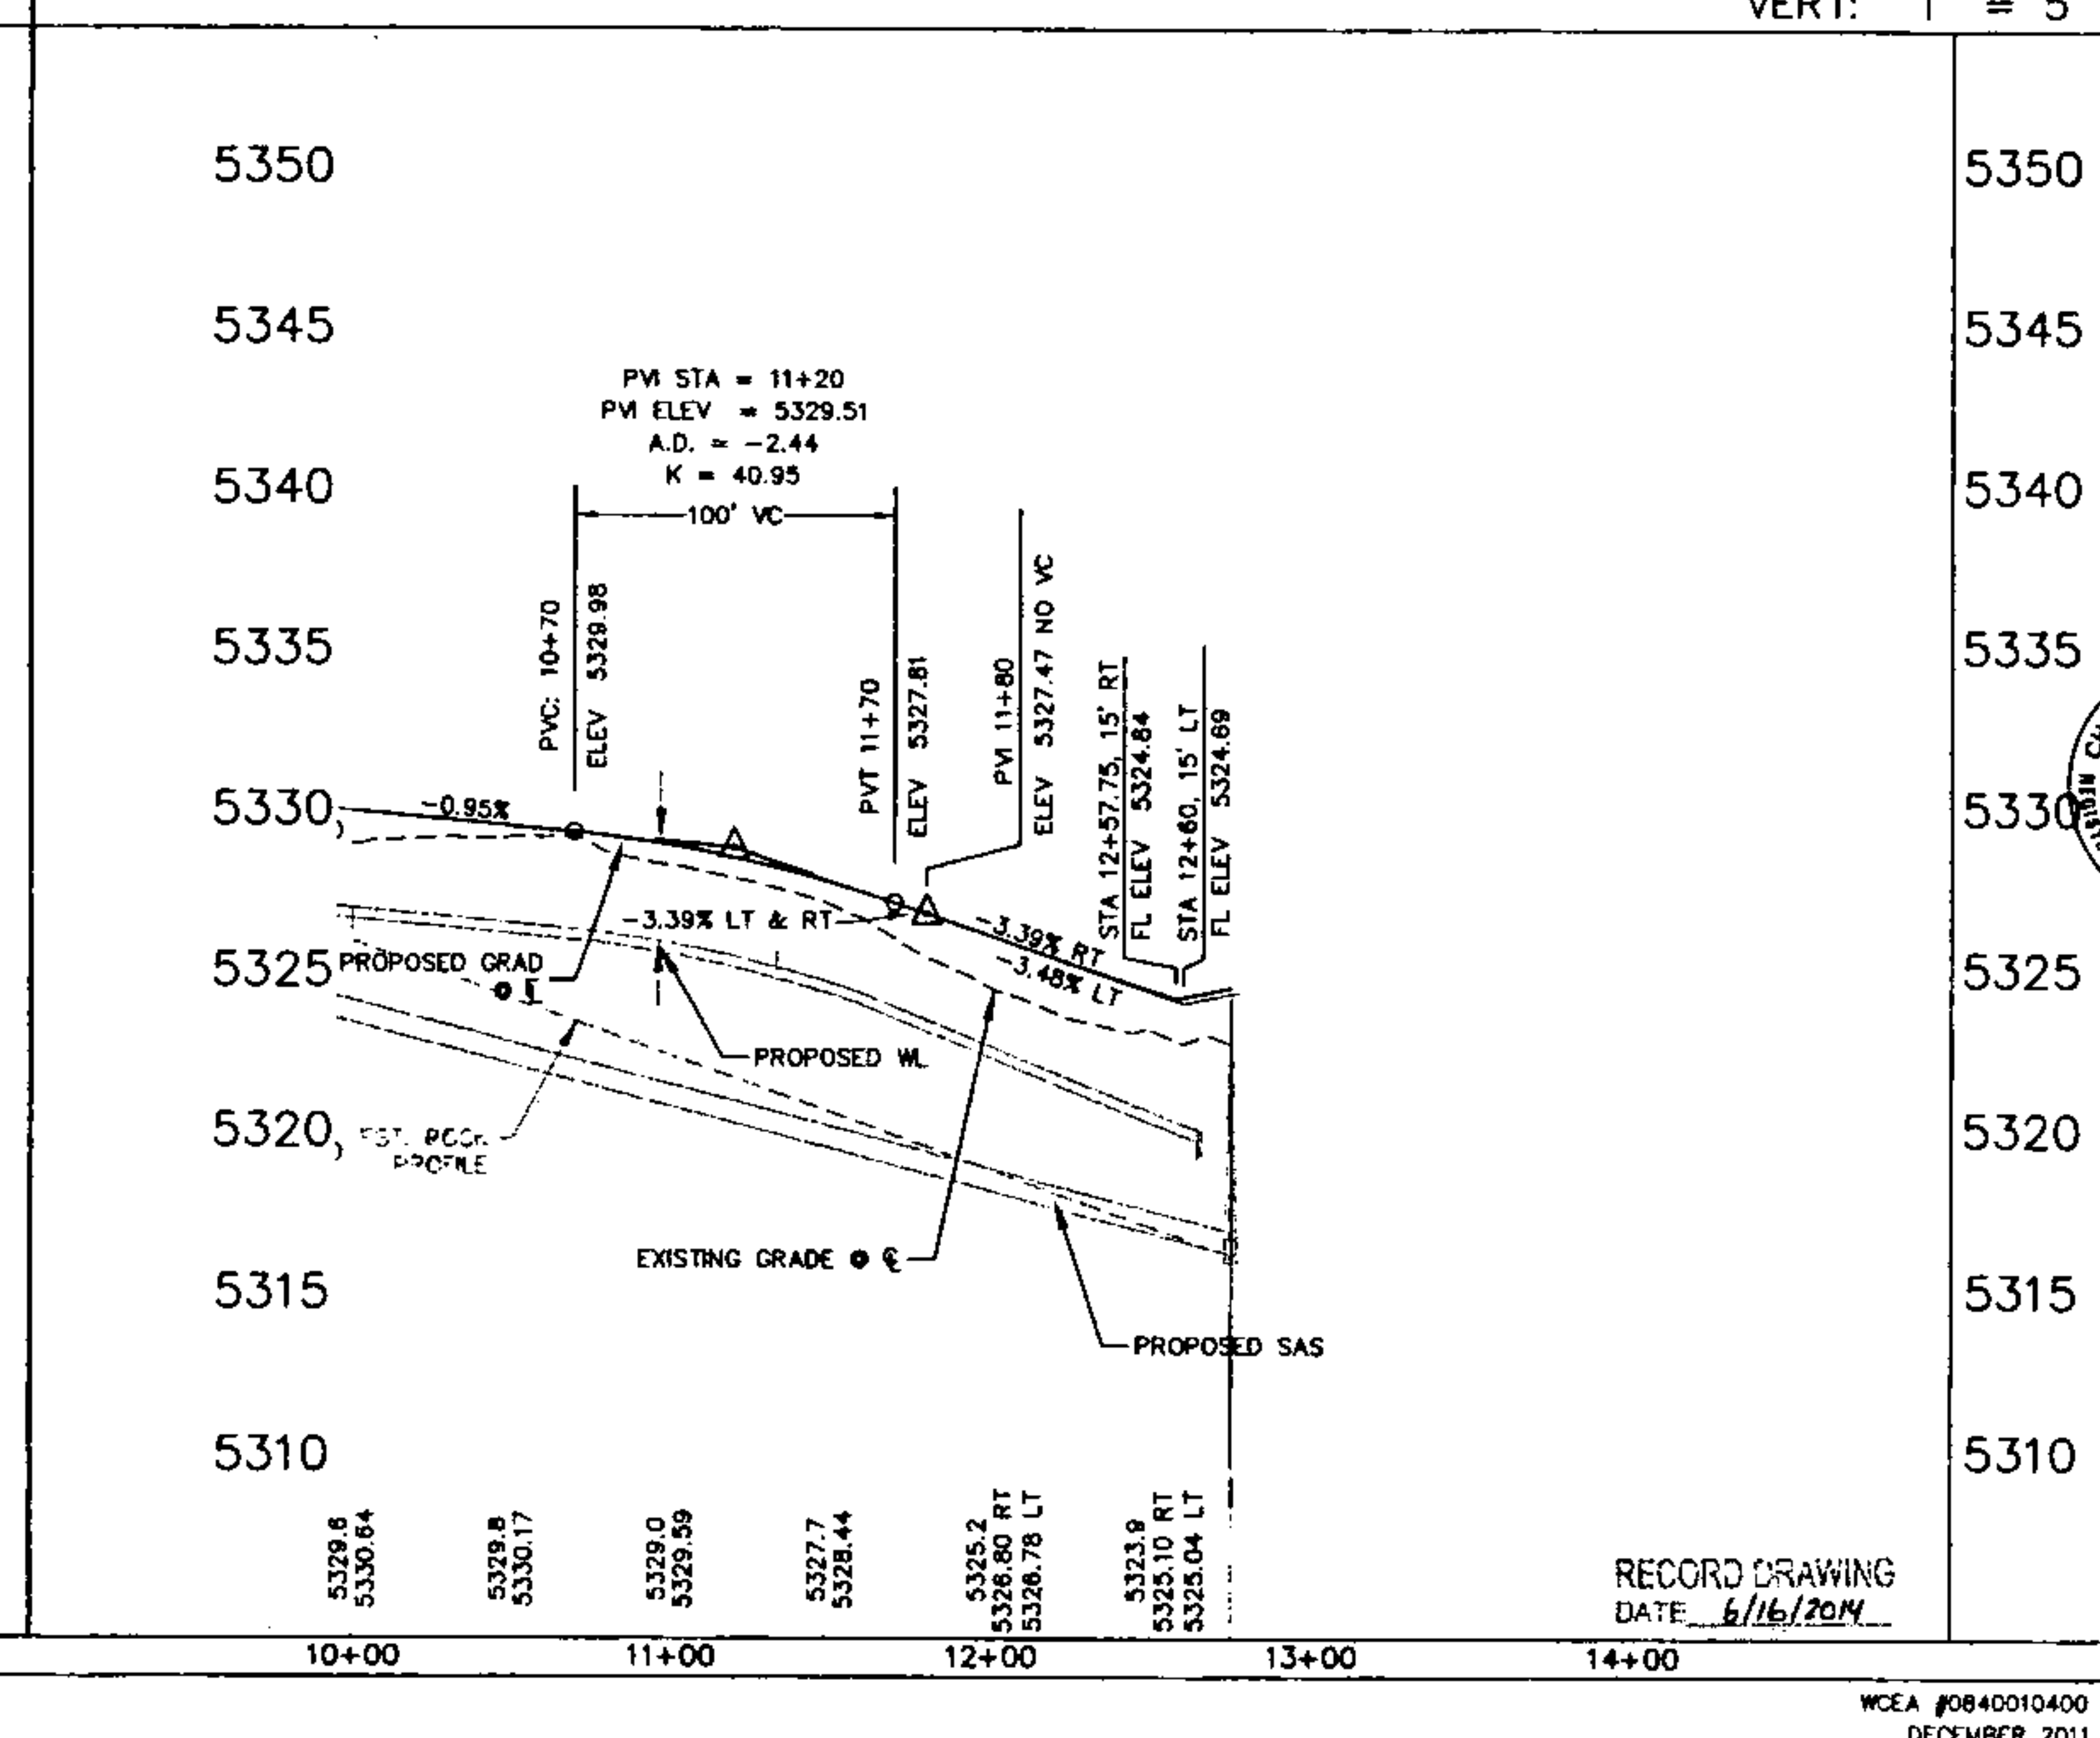 VERT: 1" = 5'
5350
5345
5340
5335
5330
5325
5320
5315
5310
5350
5345
5340
5335
5330
5325
5320
5315
5310
PVI STA = 11+20
PVI ELEV = 5329.51
A.D. = -2.44
K = 40.95
100' VC
PVC: 10+70
ELEV 5329.98
PVT 11+70
ELEV 5327.81
PVI 11+80
ELEV 5327.47 NO VC
STA 12+57.75, 15' RT
FL ELEV 5324.84
STA 12+60, 15' LT
FL ELEV 5324.69
-0.95%
-3.39% LT & RT
-3.39% RT
-3.48% LT
PROPOSED GRAD
PROPOSED WL
EST. ROCK
PROFILE
EXISTING GRADE @ ℄
PROPOSED SAS
5329.6
5330.64
5329.8
5330.17
5329.0
5329.59
5327.7
5328.44
5325.2
5326.80 RT
5326.78 LT
5323.9
5325.10 RT
5325.04 LT
RECORD DRAWING
DATE 6/16/2014
10+00 11+00 12+00 13+00 14+00
WCEA #0840010400
DECEMBER 2011